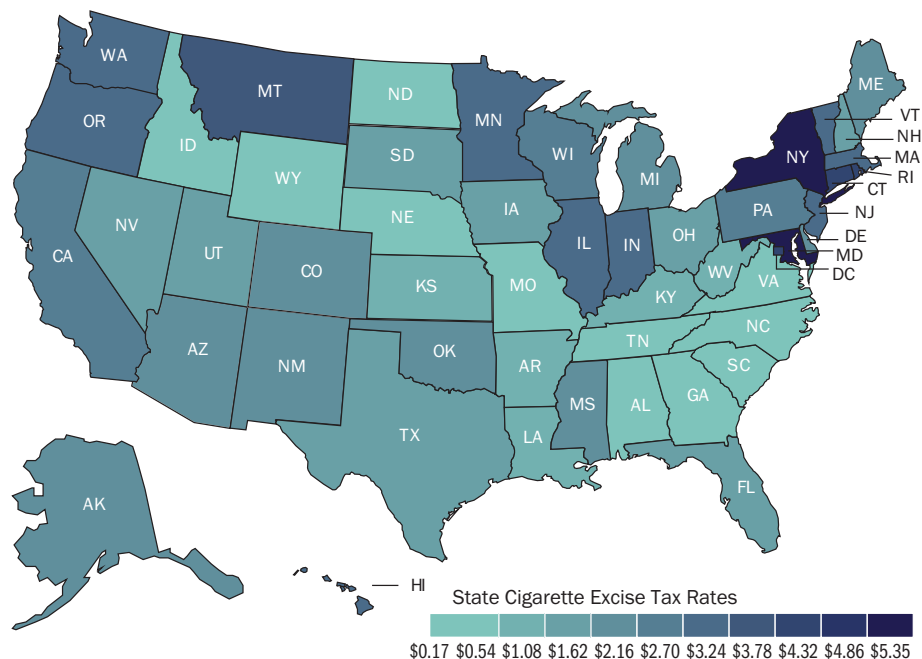 WA
MT
ND
MN
ME
VT
NH
MA
RI
CT
NJ
DE
MD
DC
OR
ID
SD
WI
MI
NY
WY
IA
PA
NV
NE
IL
IN
OH
CA
UT
CO
KS
MO
WV
VA
KY
AZ
NM
OK
AR
TN
NC
SC
MS
AL
GA
TX
LA
FL
AK
HI
State Cigarette Excise Tax Rates
$0.17 $0.54 $1.08 $1.62 $2.16 $2.70 $3.24 $3.78 $4.32 $4.86 $5.35